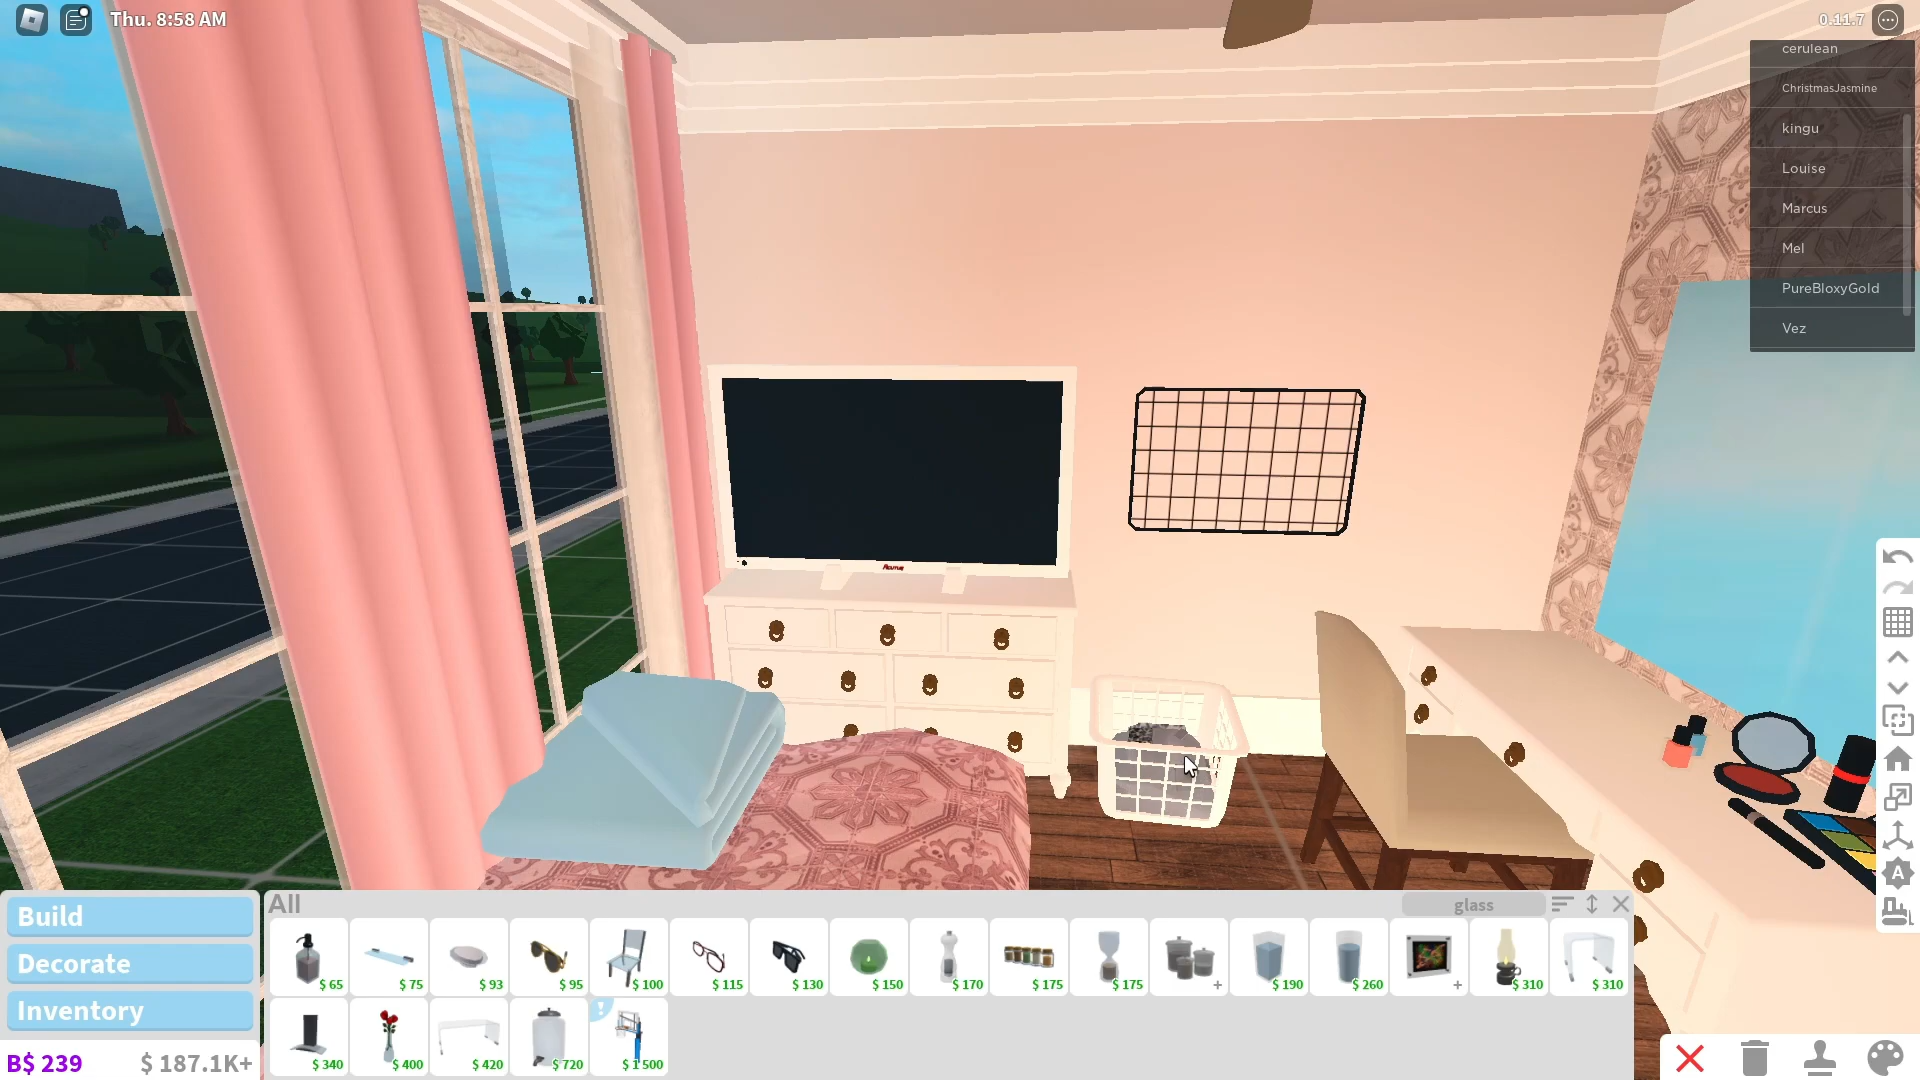 Thu. 8:58 AM
0.11.7
cerulean
ChristmasJasmine
kingu
Louise
Marcus
Mel
PureBloxyGold
Vez
A
Build
Decorate
Inventory
B$ 239
$ 187.1K+
All
glass
$ 65
$ 75
$ 93
$ 95
$ 100
$ 115
$ 130
$ 150
$ 170
$ 175
$ 175
+
$ 190
$ 260
+
$ 310
$ 310
$ 340
$ 400
$ 420
$ 720
!
$ 1 500